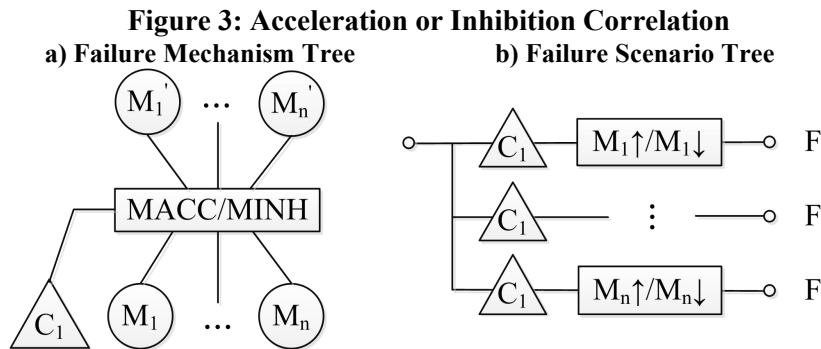 Figure 3: Acceleration or Inhibition Correlation
a) Failure Mechanism Tree
b) Failure Scenario Tree
M₁' ... Mₙ'
MACC/MINH
C₁ M₁ ... Mₙ
C₁ M₁↑/M₁↓ F
C₁ ⋮ F
C₁ Mₙ↑/Mₙ↓ F